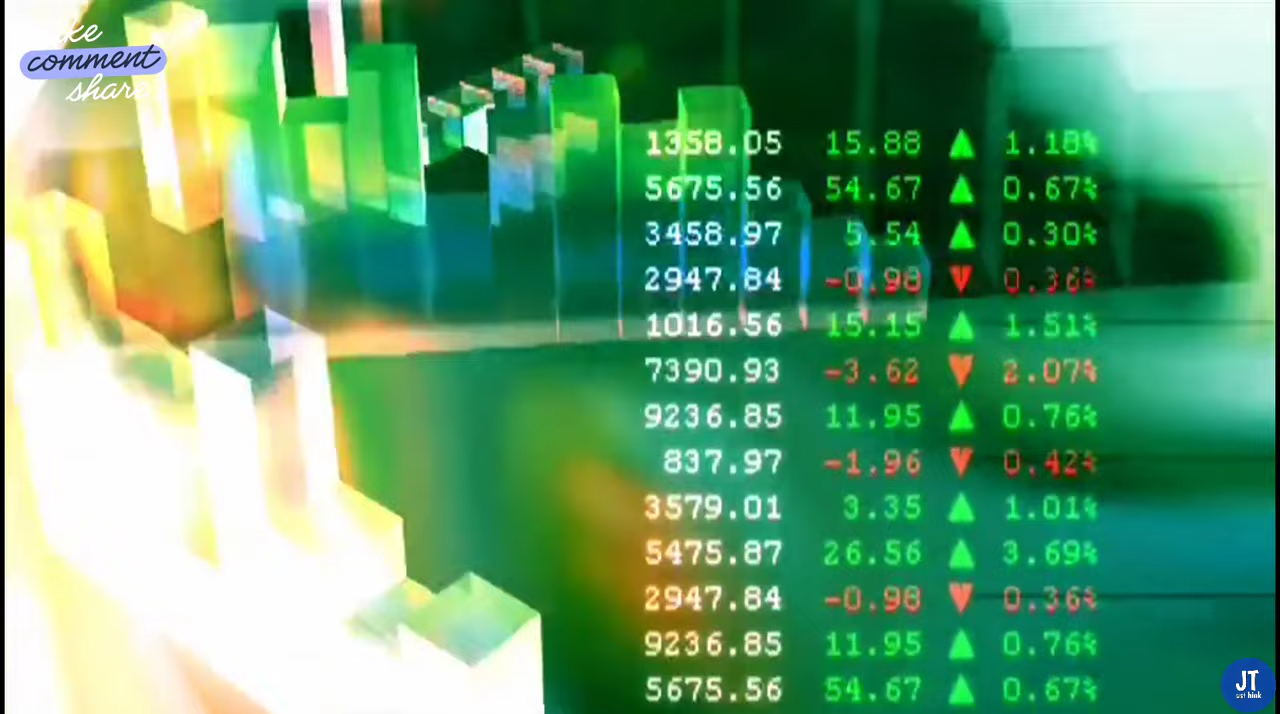 comment
share
1358.05 15.88 ▲ 1.18%
5675.56 54.67 ▲ 0.67%
3458.97 5.54 ▲ 0.30%
2947.84 -0.98 ▼ 0.36%
1016.56 15.15 ▲ 1.51%
7390.93 -3.62 ▼ 2.07%
9236.85 11.95 ▲ 0.76%
837.97 -1.96 ▼ 0.42%
3579.01 3.35 ▲ 1.01%
5475.87 26.56 ▲ 3.69%
2947.84 -0.98 ▼ 0.36%
9236.85 11.95 ▲ 0.76%
5675.56 54.67 ▲ 0.67%
JT